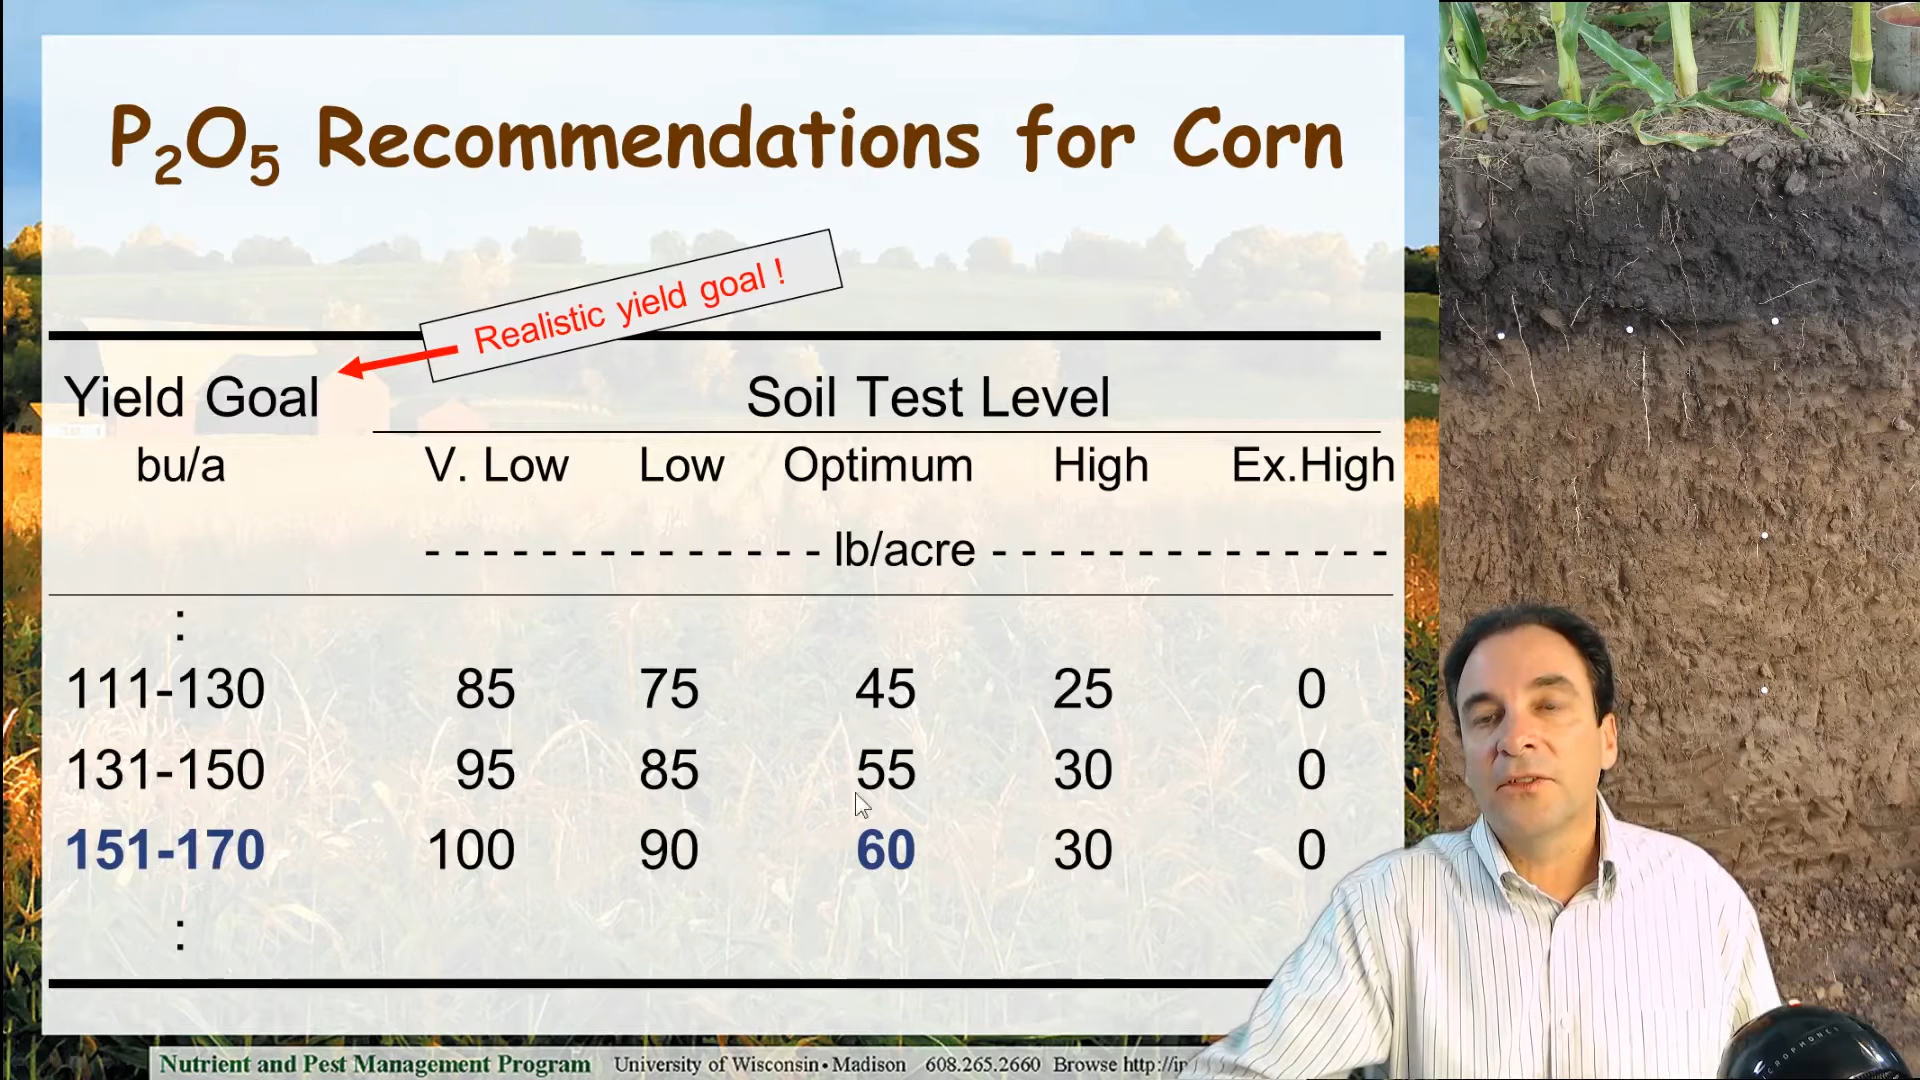 P₂O₅ Recommendations for Corn
Realistic yield goal !
Yield Goal Soil Test Level
bu/a V. Low Low Optimum High Ex.High
- - - - - - - - - - - - - - lb/acre - - - - - - - - - - - - - -
:
111-130 85 75 45 25 0
131-150 95 85 55 30 0
151-170 100 90 60 30 0
:
Nutrient and Pest Management Program University of Wisconsin•Madison 608.265.2660 Browse http://ip